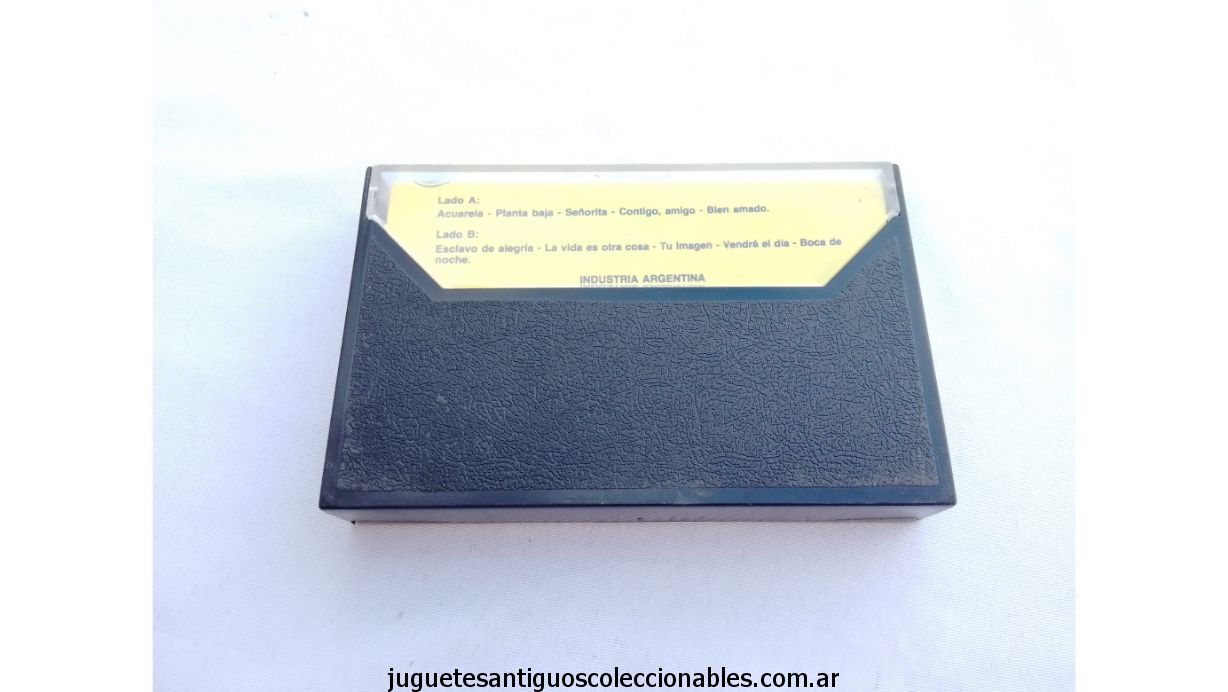 Lado A:
Acuarela - Planta baja - Señorita - Contigo, amigo - Bien amado.
Lado B:
Esclavo de alegría - La vida es otra cosa - Tu imagen - Vendrá el día - Boca de
noche.
INDUSTRIA ARGENTINA
juguetesantiguoscoleccionables.com.ar